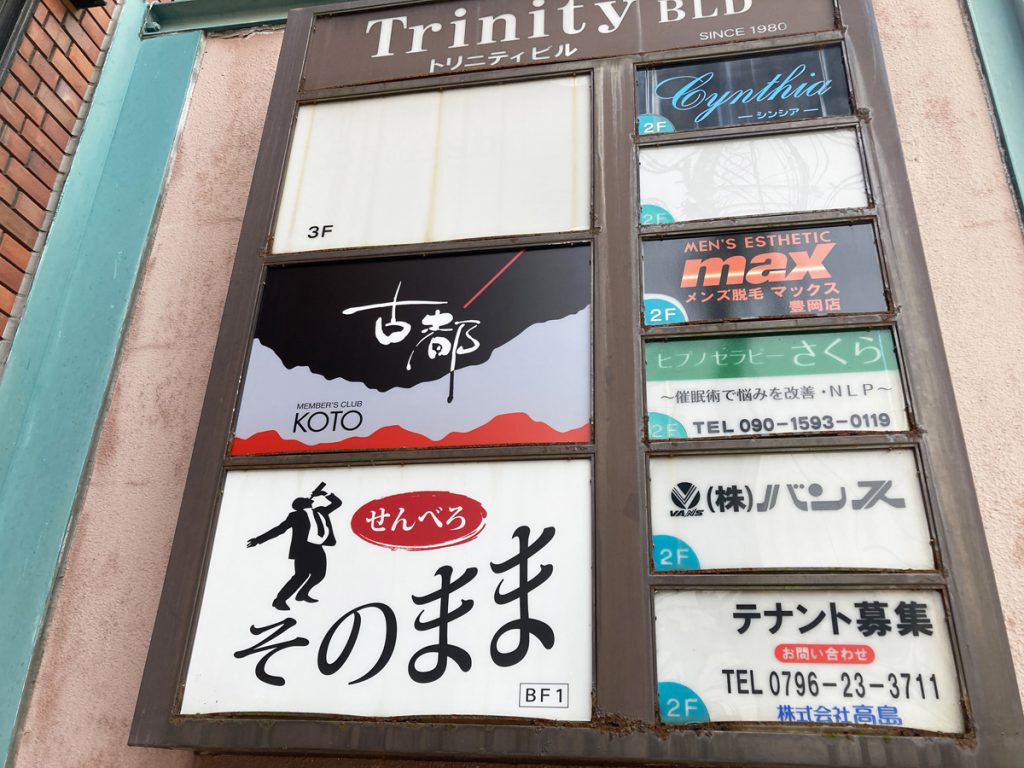 Trinity BLD
SINCE 1980
トリニティビル
3F
古都
MEMBER'S CLUB
KOTO
せんべろ
そのまま
BF1
Cynthia
ーシンシアー
2F
2F
MEN'S ESTHETIC
max
メンズ脱毛 マックス
豊岡店
2F
ヒプノセラピー さくら
～催眠術で悩みを改善・NLP～
TEL 090-1593-0119
2F
VANS
(株)バンス
2F
テナント募集
お問い合わせ
TEL 0796-23-3711
株式会社高島
2F